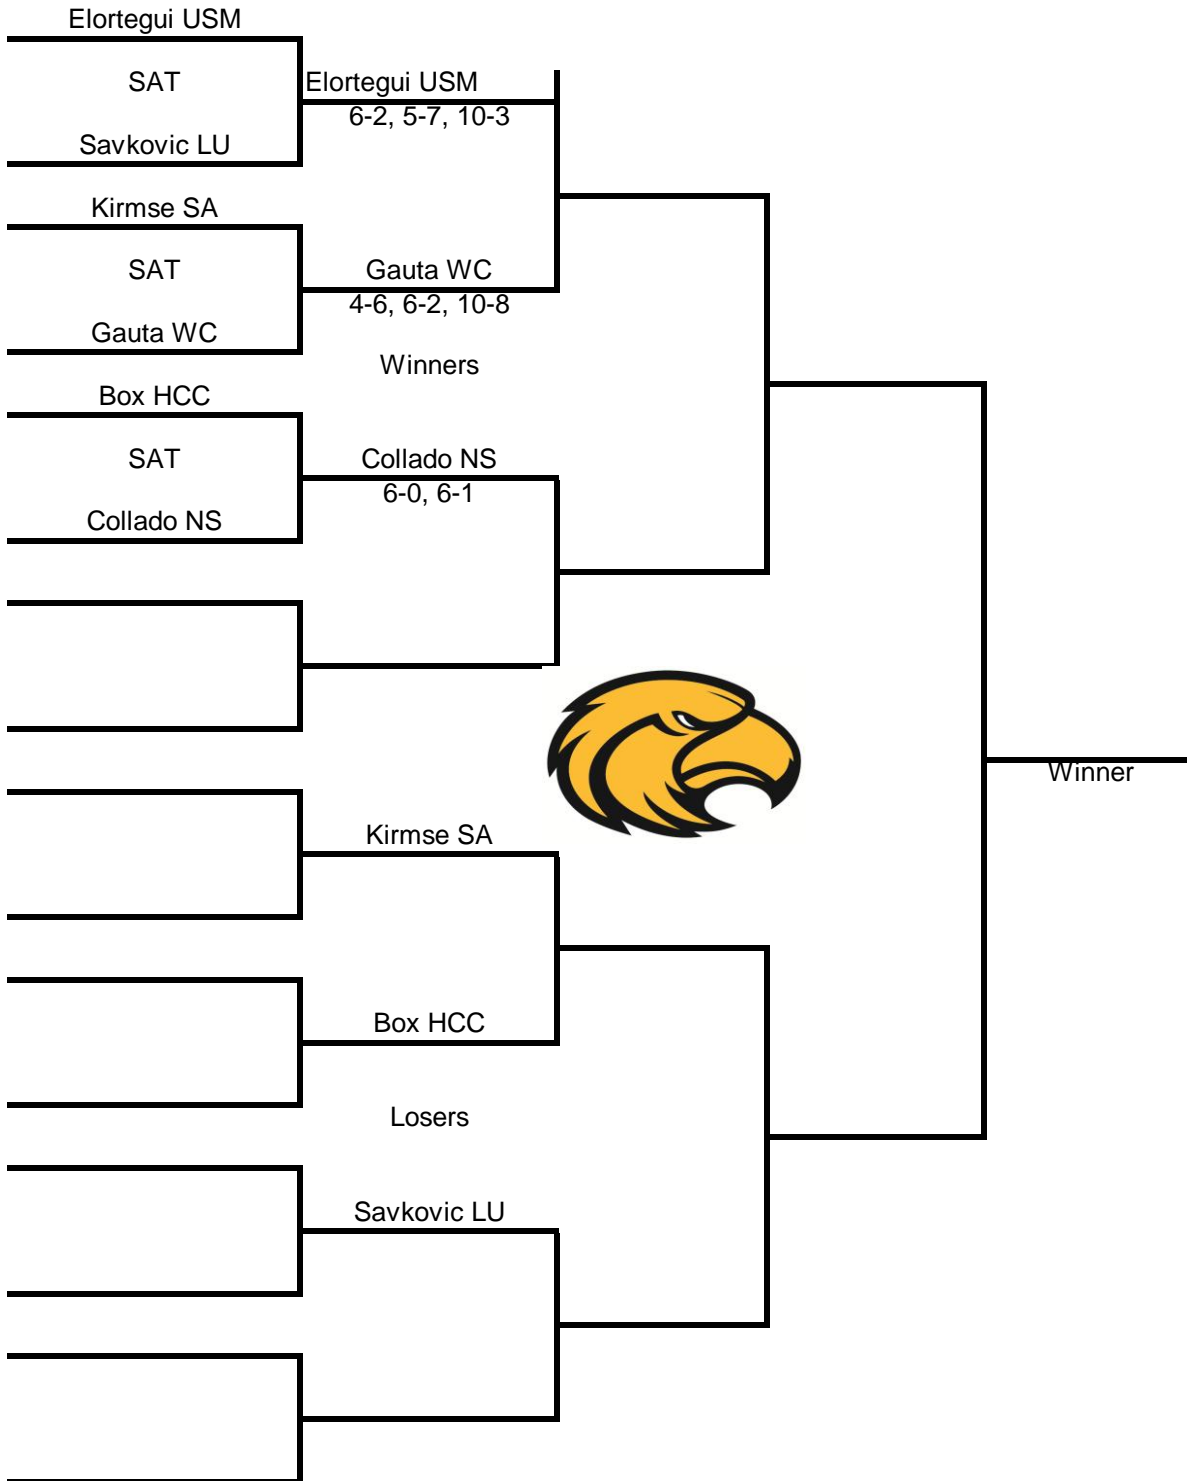 Elortegui USM
SAT
Elortegui USM
6-2, 5-7, 10-3
Savkovic LU
Kirmse SA
SAT
Gauta WC
4-6, 6-2, 10-8
Gauta WC
Winners
Box HCC
SAT
Collado NS
6-0, 6-1
Collado NS
Winner
Kirmse SA
Box HCC
Losers
Savkovic LU